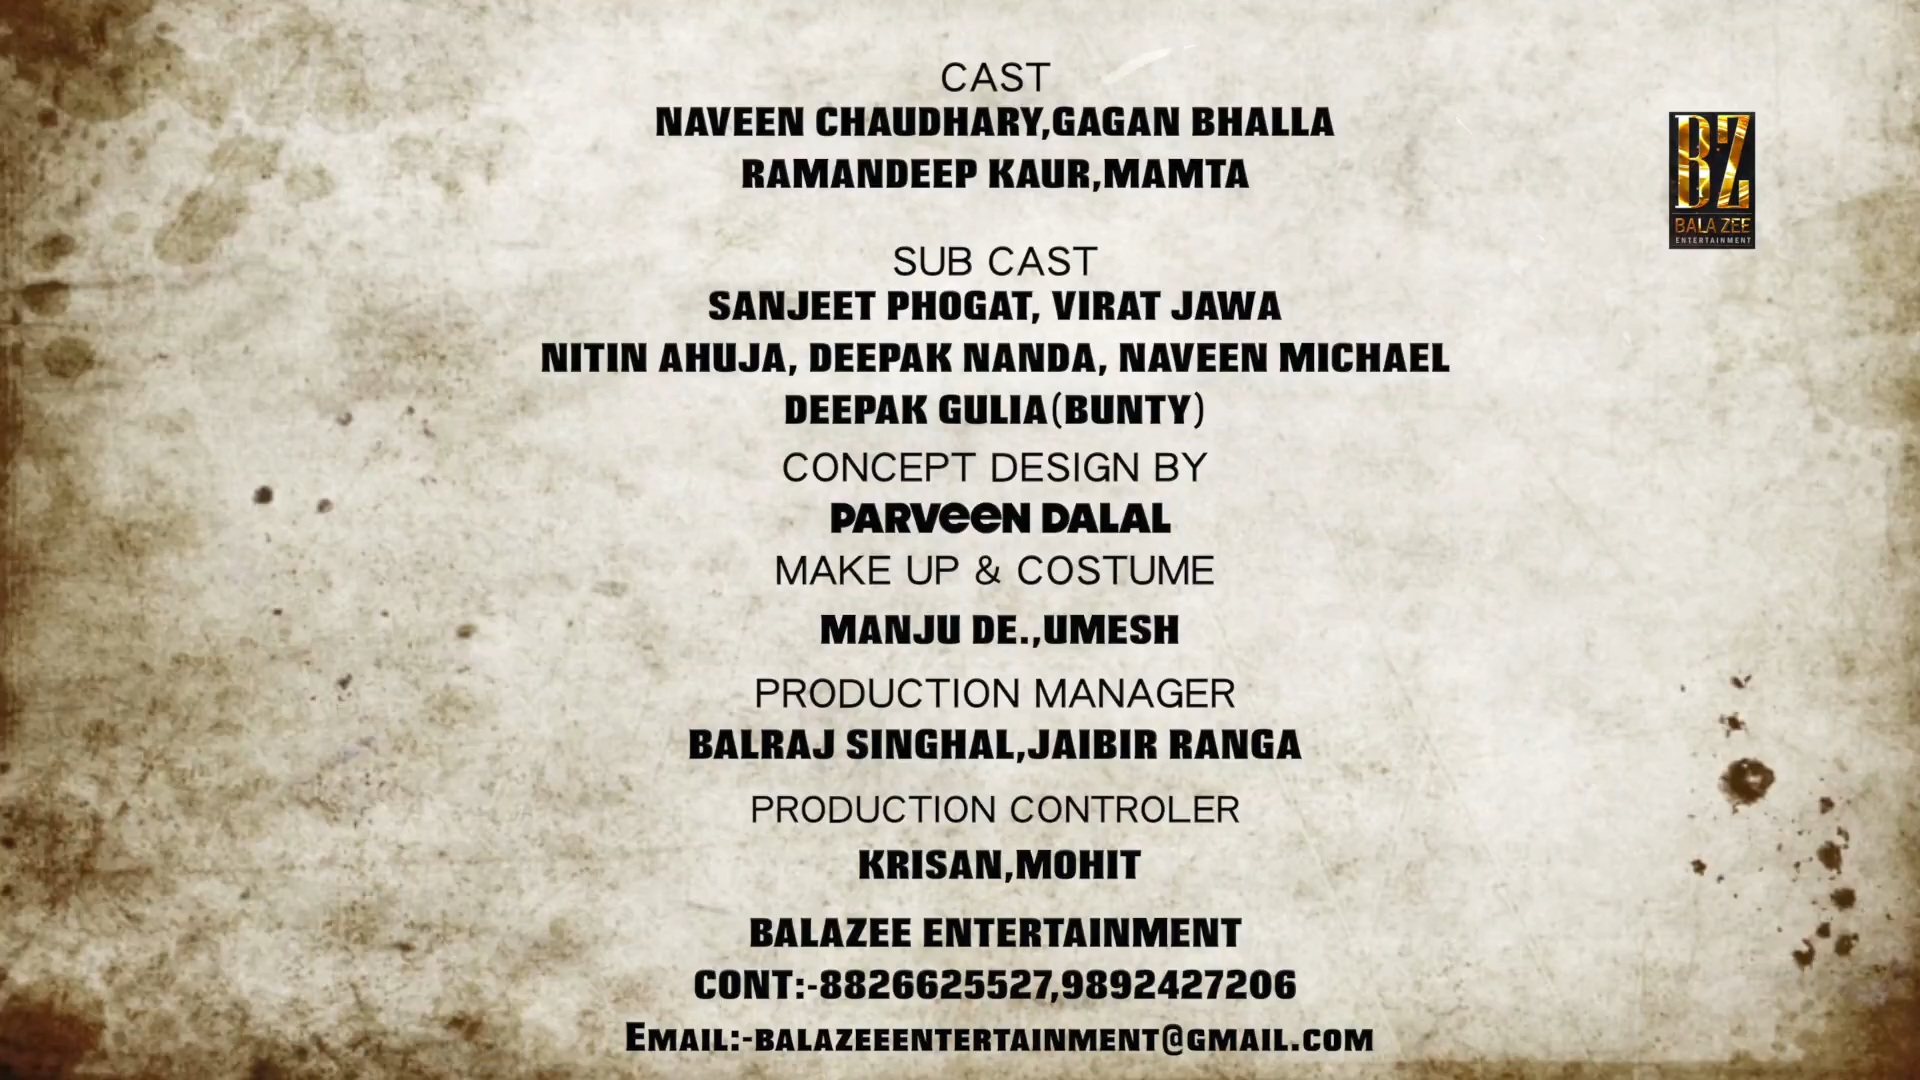 CAST
NAVEEN CHAUDHARY,GAGAN BHALLA
RAMANDEEP KAUR,MAMTA
BZ
BALA ZEE
ENTERTAINMENT
SUB CAST
SANJEET PHOGAT, VIRAT JAWA
NITIN AHUJA, DEEPAK NANDA, NAVEEN MICHAEL
DEEPAK GULIA(BUNTY)
CONCEPT DESIGN BY
PARVeeN DALAL
MAKE UP & COSTUME
MANJU DE.,UMESH
PRODUCTION MANAGER
BALRAJ SINGHAL,JAIBIR RANGA
PRODUCTION CONTROLER
KRISAN,MOHIT
BALAZEE ENTERTAINMENT
CONT:-8826625527,9892427206
EMAIL:-BALAZEEENTERTAINMENT@GMAIL.COM